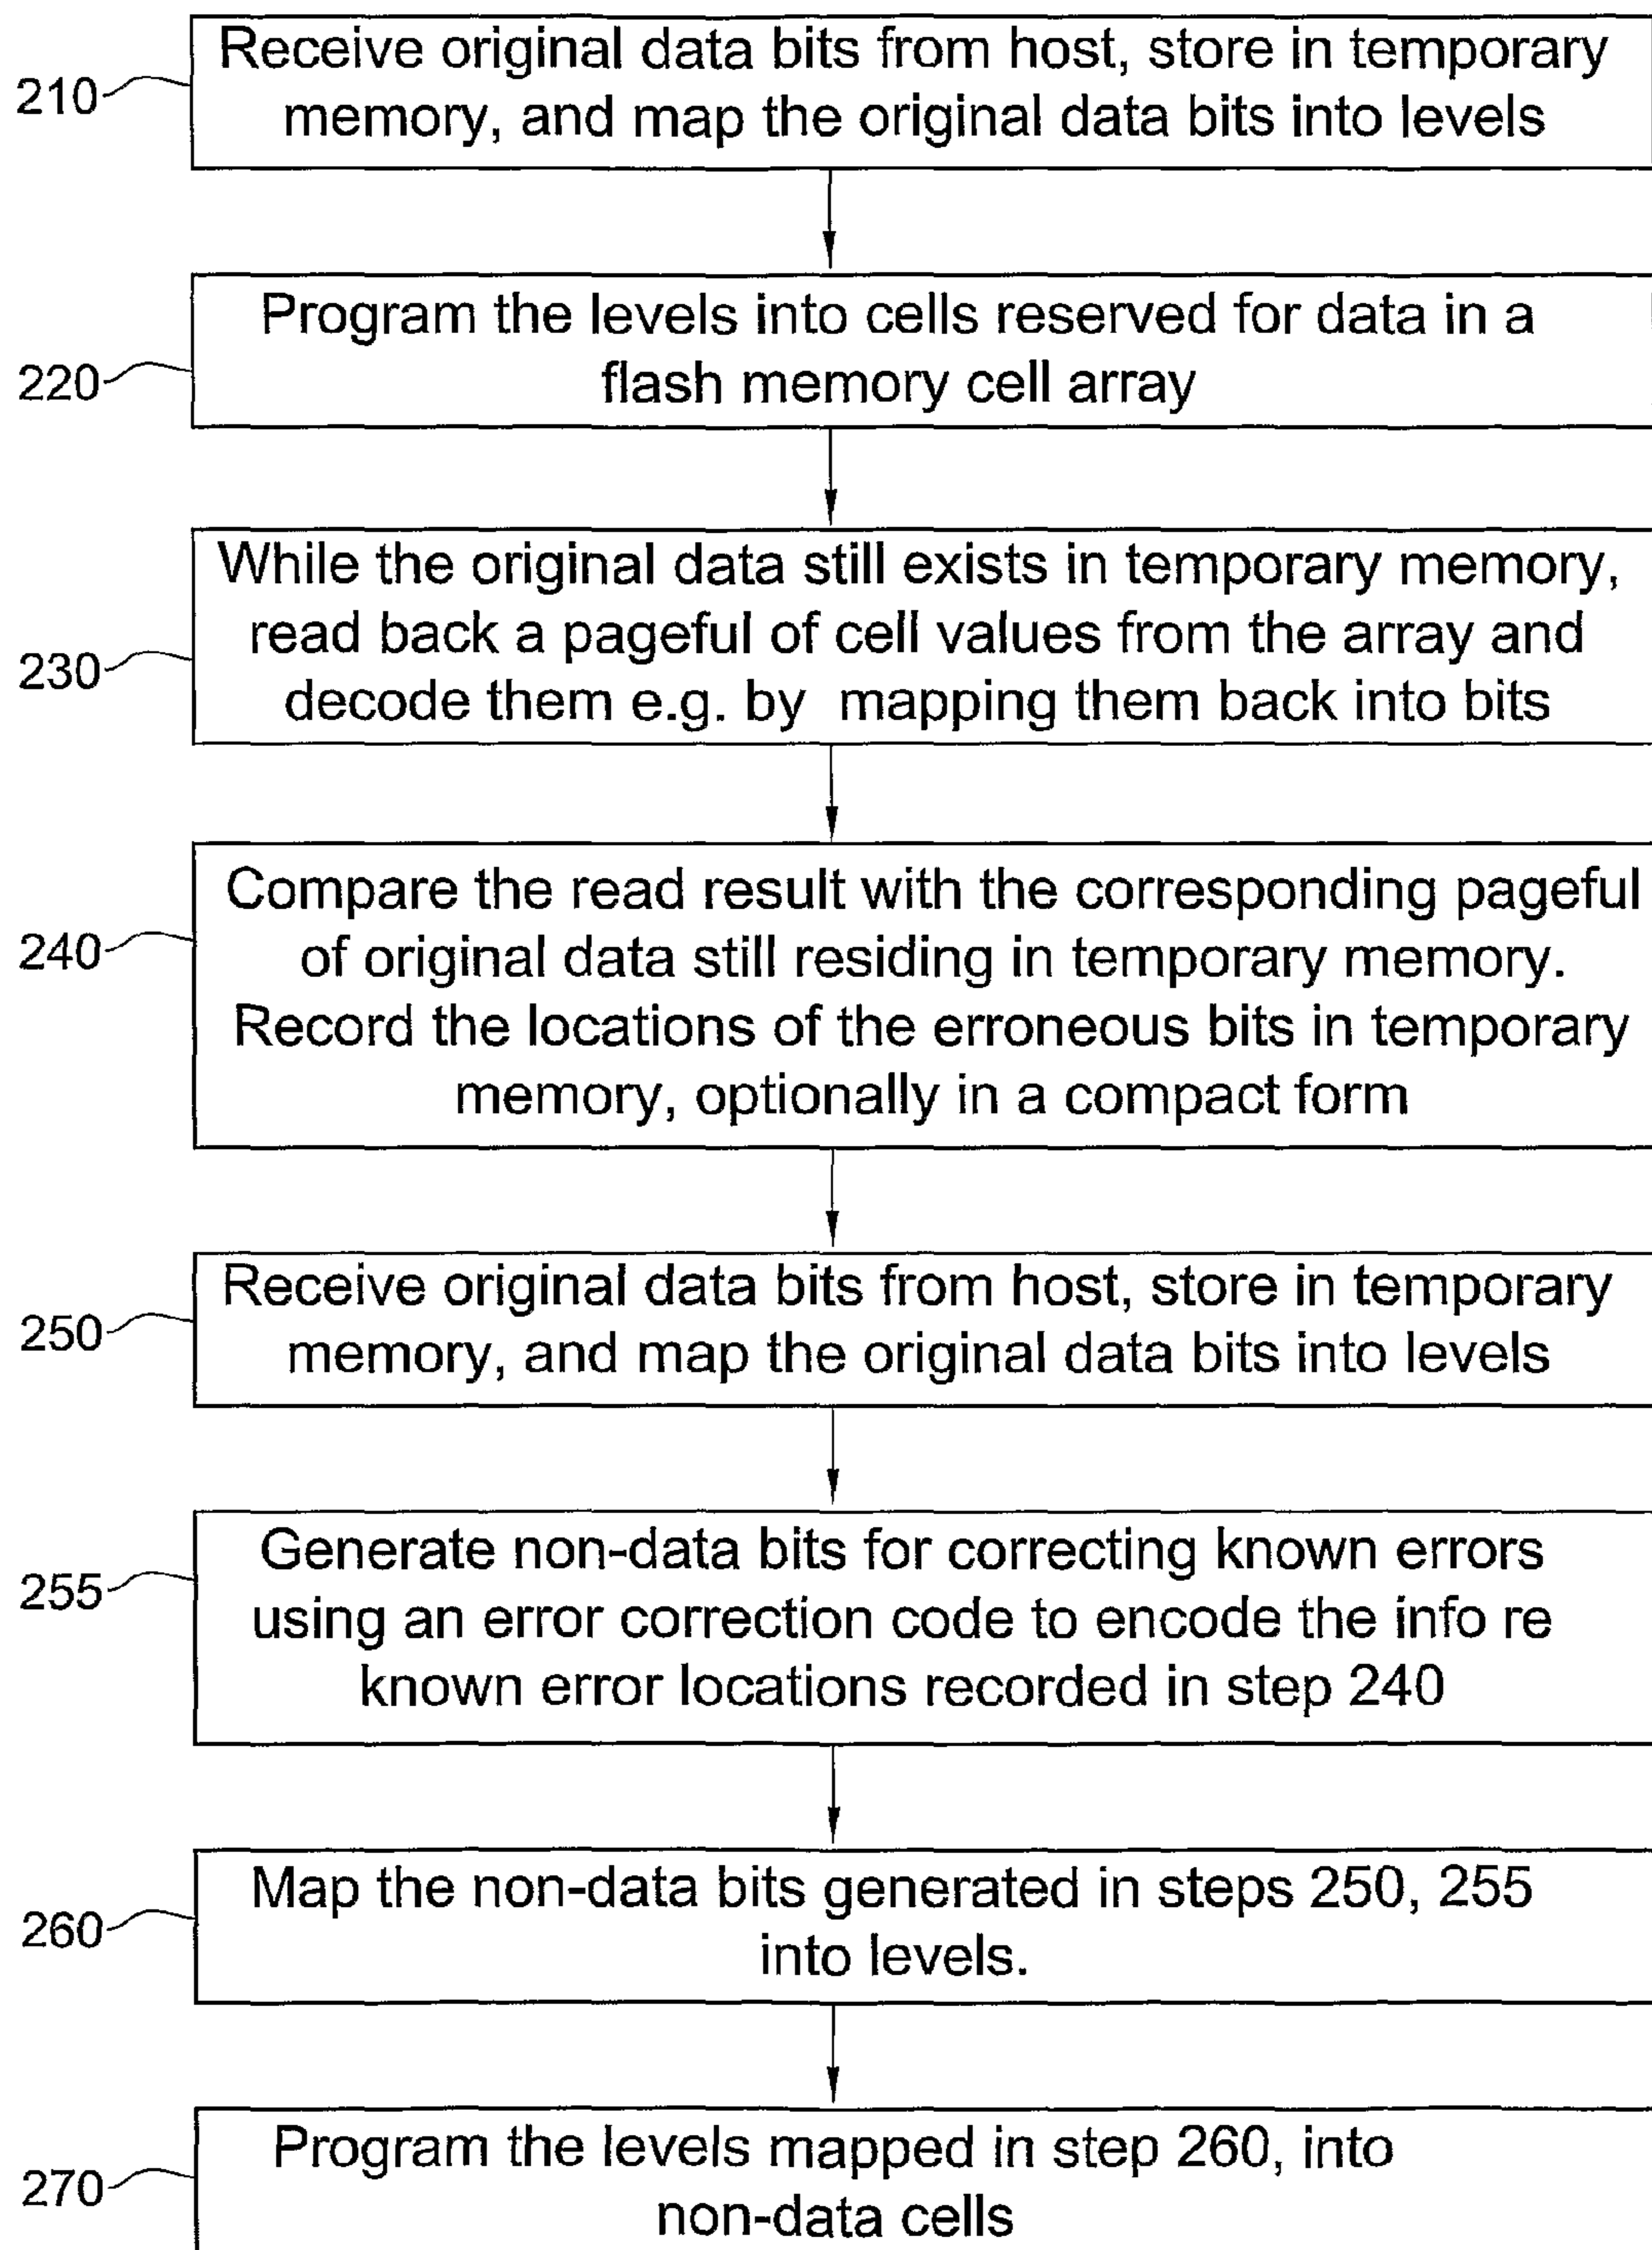 Receive original data bits from host, store in temporary
210
memory, and map the original data bits into levels
Program the levels into cells reserved for data in a
220
flash memory cell array
While the original data still exists in temporary memory,
read back a pageful of cell values from the array and
230
decode them e.g. by mapping them back into bits
Compare the read result with the corresponding pageful
240
of original data still residing in temporary memory.
Record the locations of the erroneous bits in temporary
memory, optionally in a compact form
Receive original data bits from host, store in temporary
250
memory, and map the original data bits into levels
Generate non-data bits for correcting known errors
255
using an error correction code to encode the info re
known error locations recorded in step 240
Map the non-data bits generated in steps 250, 255
260
into levels.
Program the levels mapped in step 260, into
270
non-data cells